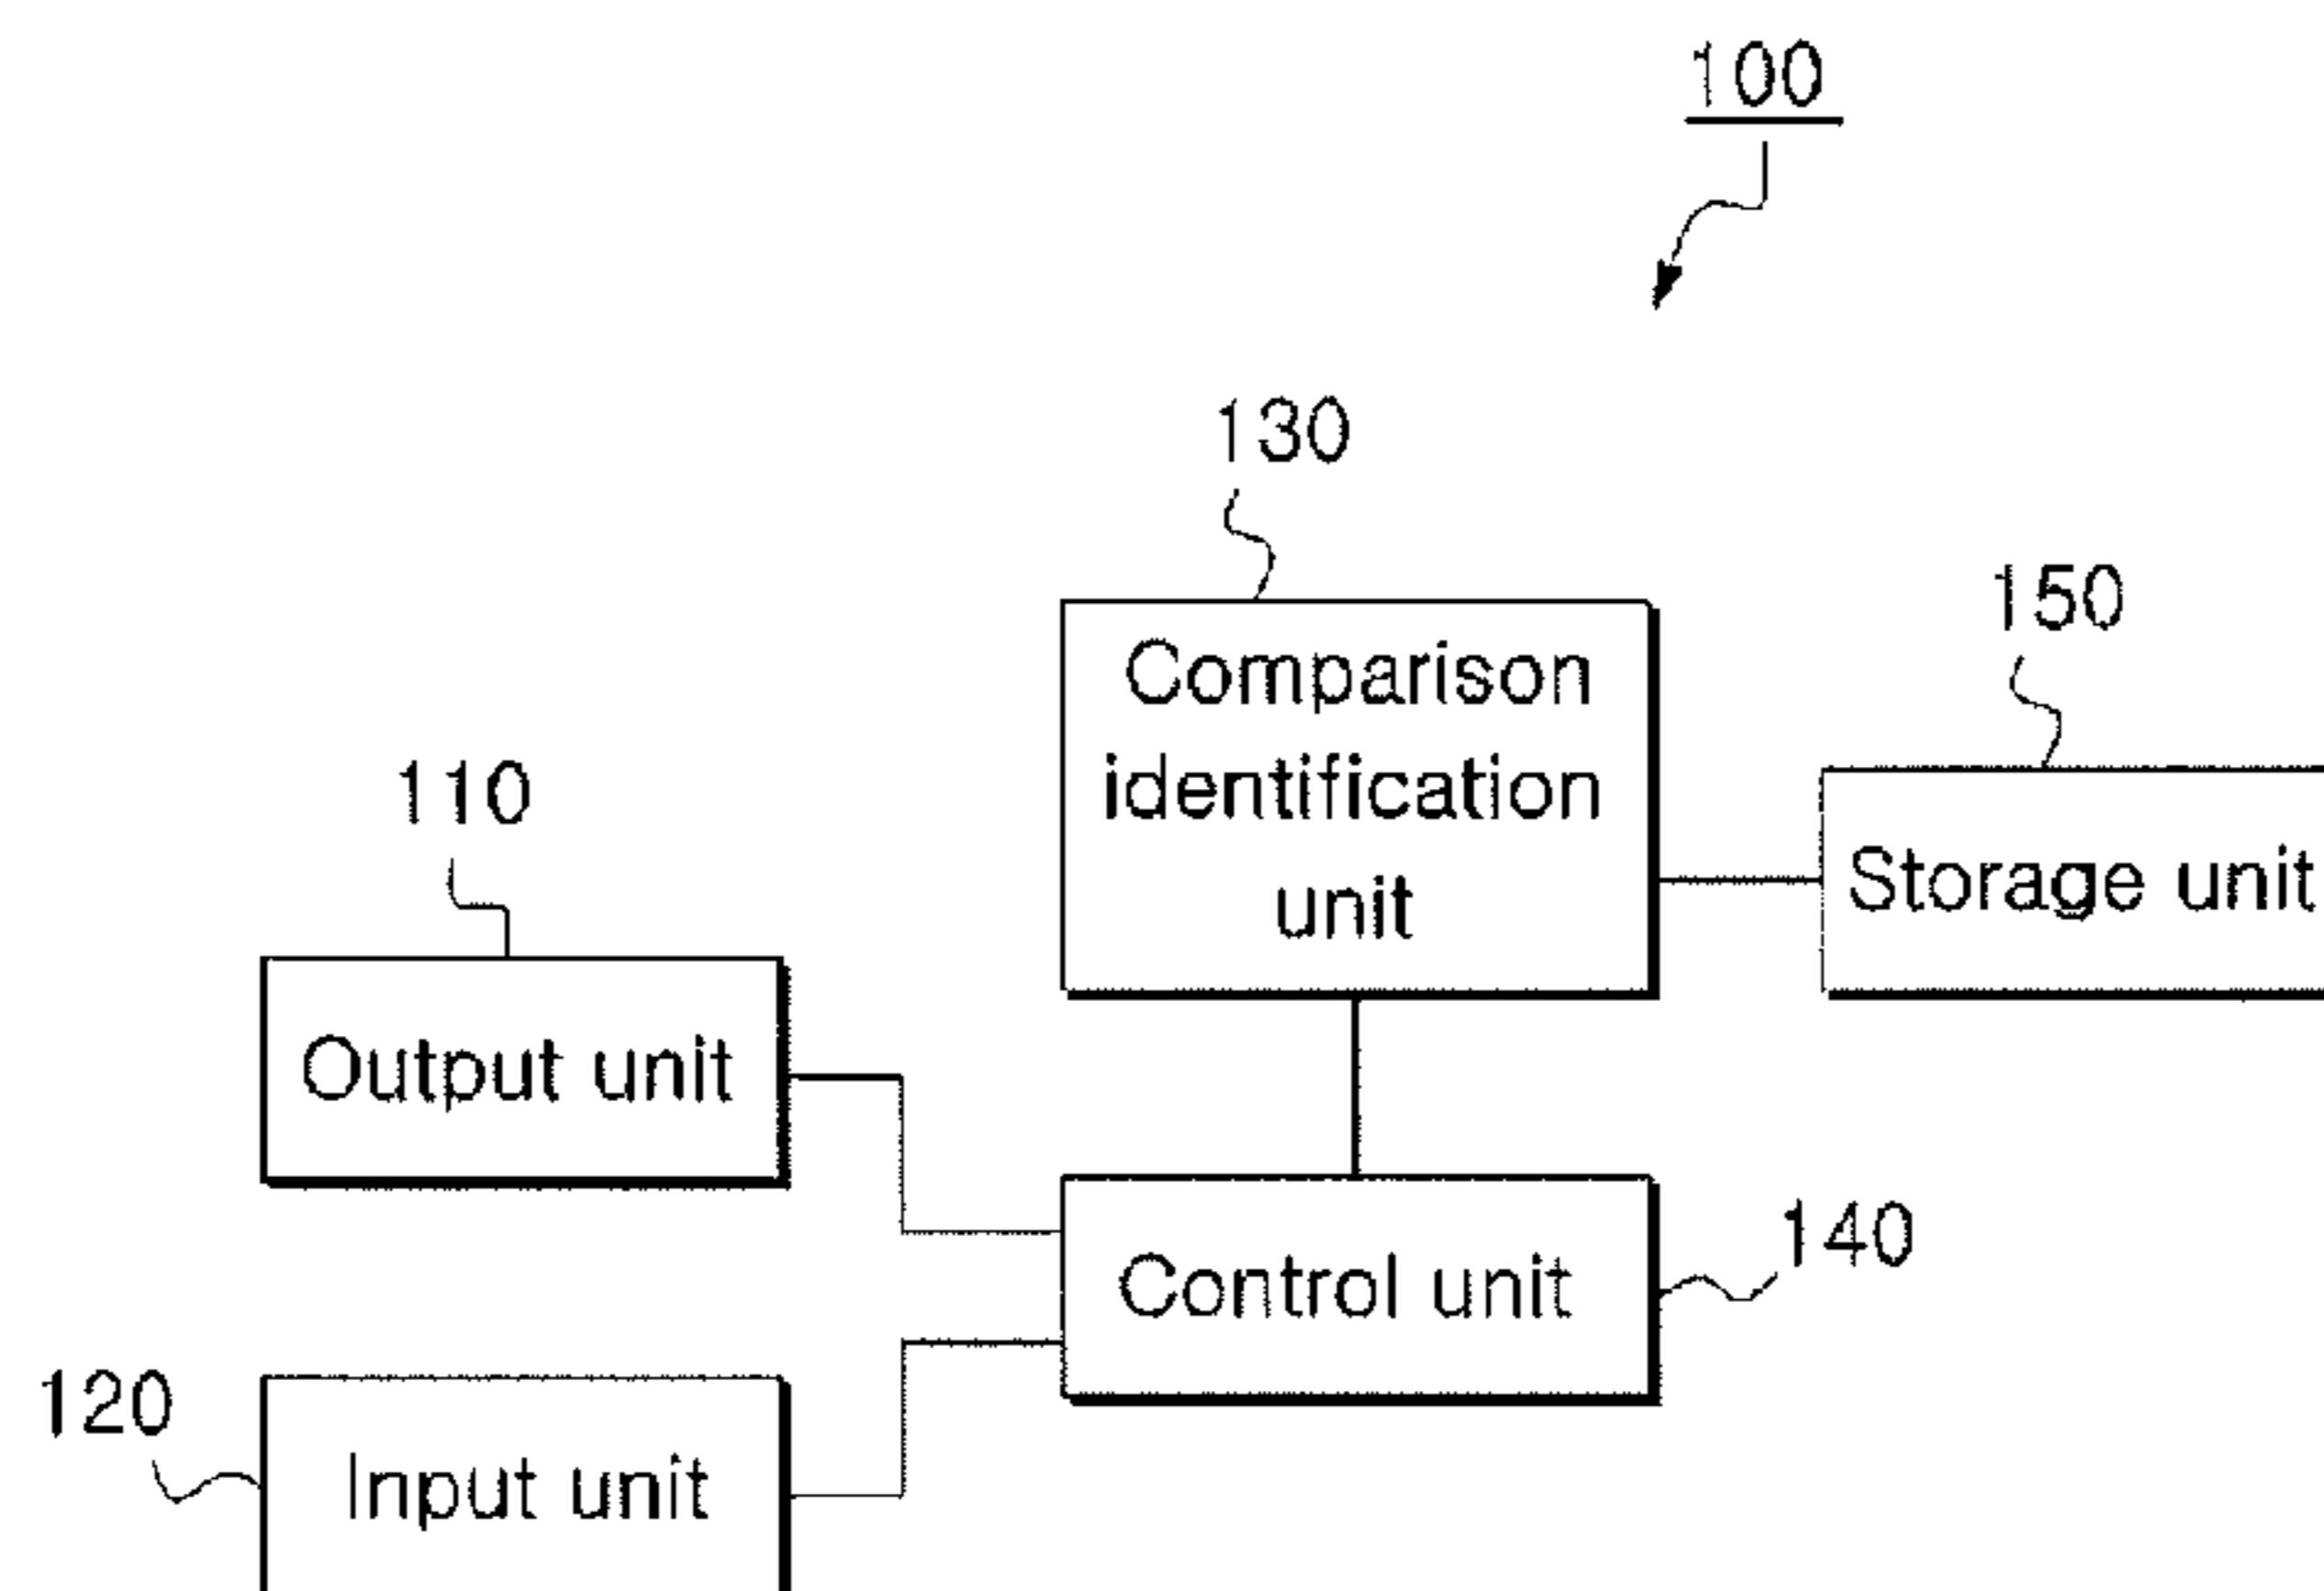 100
130
Comparison
identification
unit
150
Storage unit
110
Output unit
140
Control unit
120
Input unit